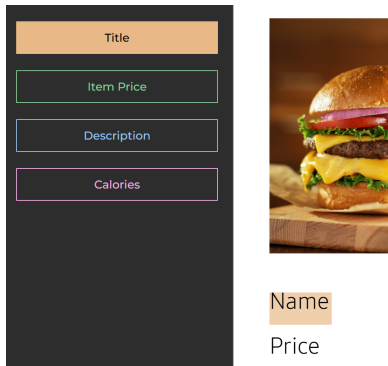 Title
Item Price
Description
Calories
Name
Price